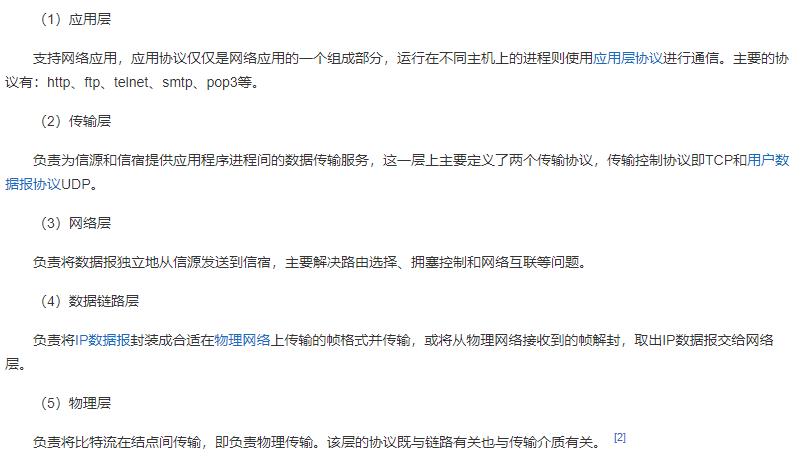 （1）应用层
支持网络应用，应用协议仅仅是网络应用的一个组成部分，运行在不同主机上的进程则使用应用层协议进行通信。主要的协
议有：http、ftp、telnet、smtp、pop3等。
（2）传输层
负责为信源和信宿提供应用程序进程间的数据传输服务，这一层上主要定义了两个传输协议，传输控制协议即TCP和用户数
据报协议UDP。
（3）网络层
负责将数据报独立地从信源发送到信宿，主要解决路由选择、拥塞控制和网络互联等问题。
（4）数据链路层
负责将IP数据报封装成合适在物理网络上传输的帧格式并传输，或将从物理网络接收到的帧解封，取出IP数据报交给网络
层。
（5）物理层
负责将比特流在结点间传输，即负责物理传输。该层的协议既与链路有关也与传输介质有关。 [2]